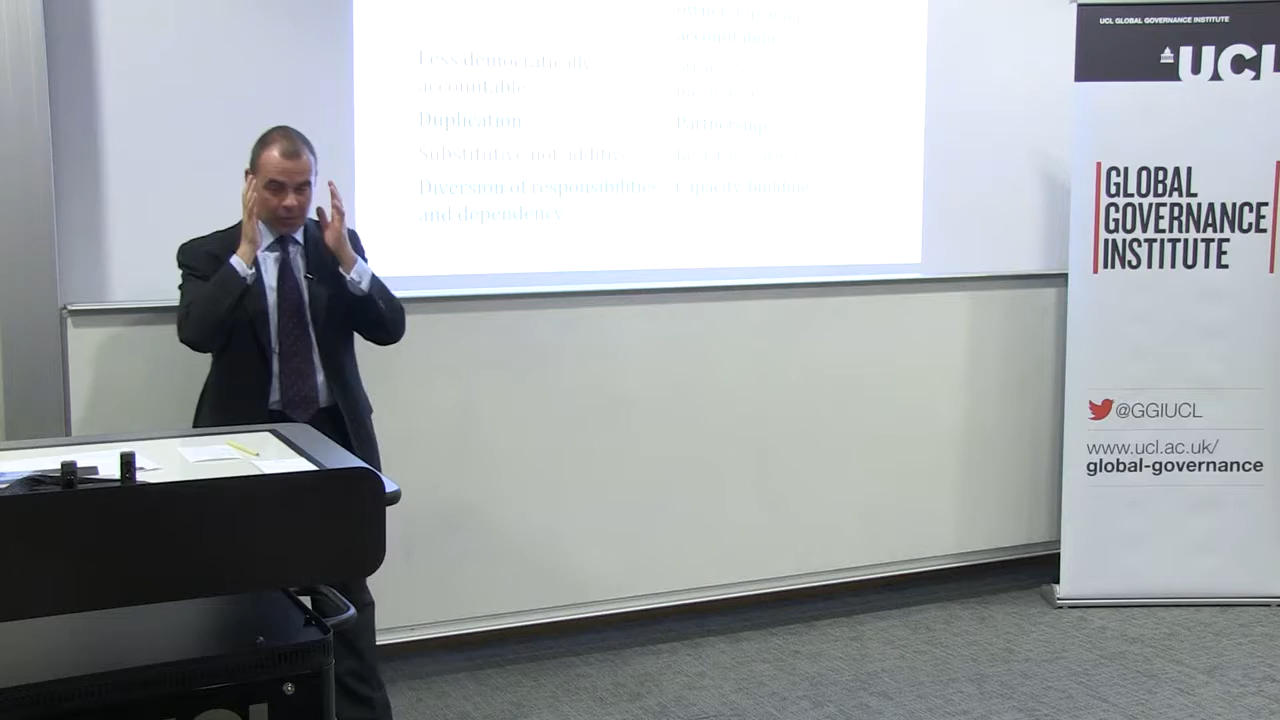 accountable
Less democratically
accountable
Duplication
Partnership
Substitutive not additive
Diversion of responsibilities
Capacity building
and dependency
UCL GLOBAL GOVERNANCE INSTITUTE
UCL
GLOBAL
GOVERNANCE
INSTITUTE
@GGIUCL
www.ucl.ac.uk/
global-governance